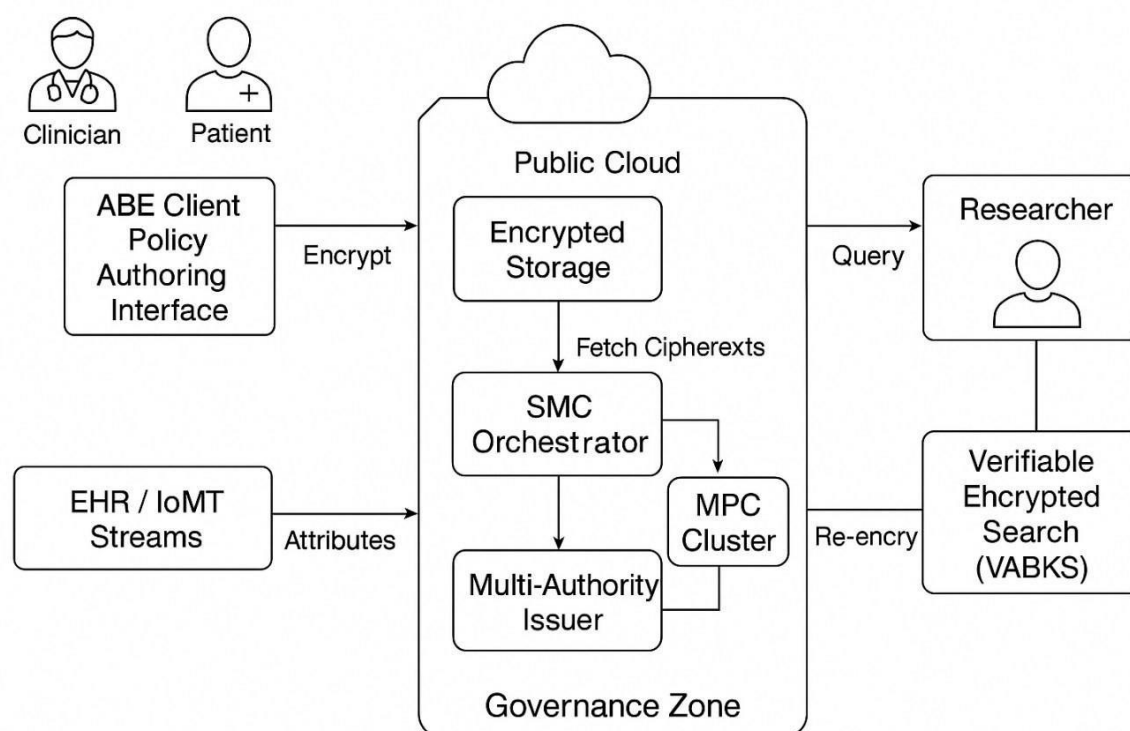 Clinician
Patient
ABE Client
Policy
Authoring
Interface
Encrypt
EHR / IoMT
Streams
Attributes
Public Cloud
Encrypted
Storage
Fetch Cipherexts
SMC
Orchestrator
MPC
Cluster
Multi-Authority
Issuer
Governance Zone
Query
Researcher
Re-encry
Verifiable
Ehcrypted
Search
(VABKS)